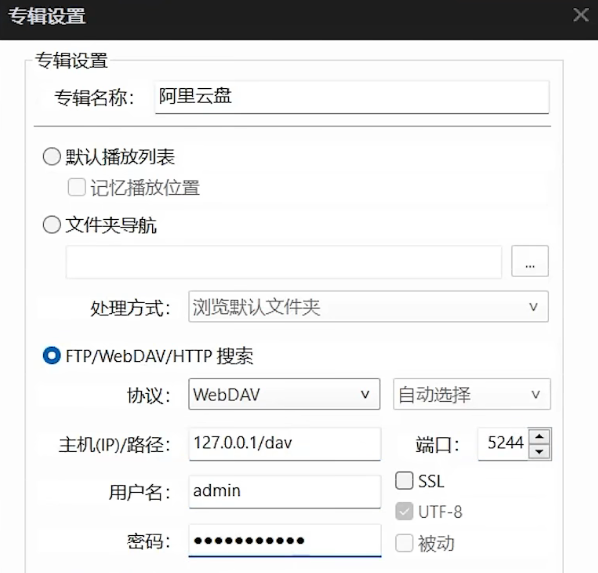 专辑设置
专辑设置
专辑名称: 阿里云盘
默认播放列表
记忆播放位置
文件夹导航
...
处理方式: 浏览默认文件夹
FTP/WebDAV/HTTP 搜索
协议: WebDAV 自动选择
主机(IP)/路径: 127.0.0.1/dav 端口: 5244
用户名: admin SSL
UTF-8
密码: ●●●●●●●●●●● 被动